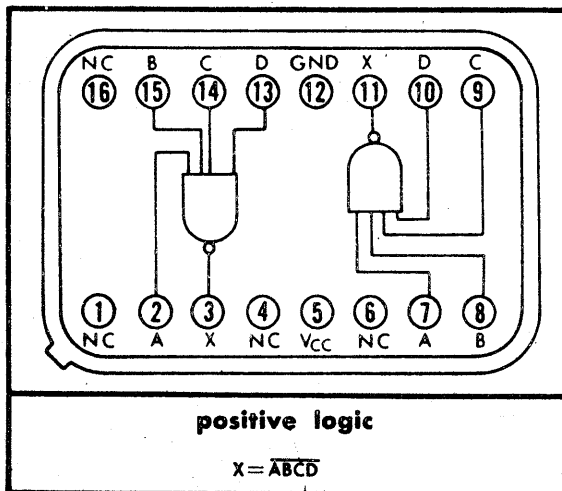 NC B C D GND X D C
16 15 14 13 12 11 10 9
1 2 3 4 5 6 7 8
NC A X NC VCC NC A B
positive logic
X = \overline{ABCD}